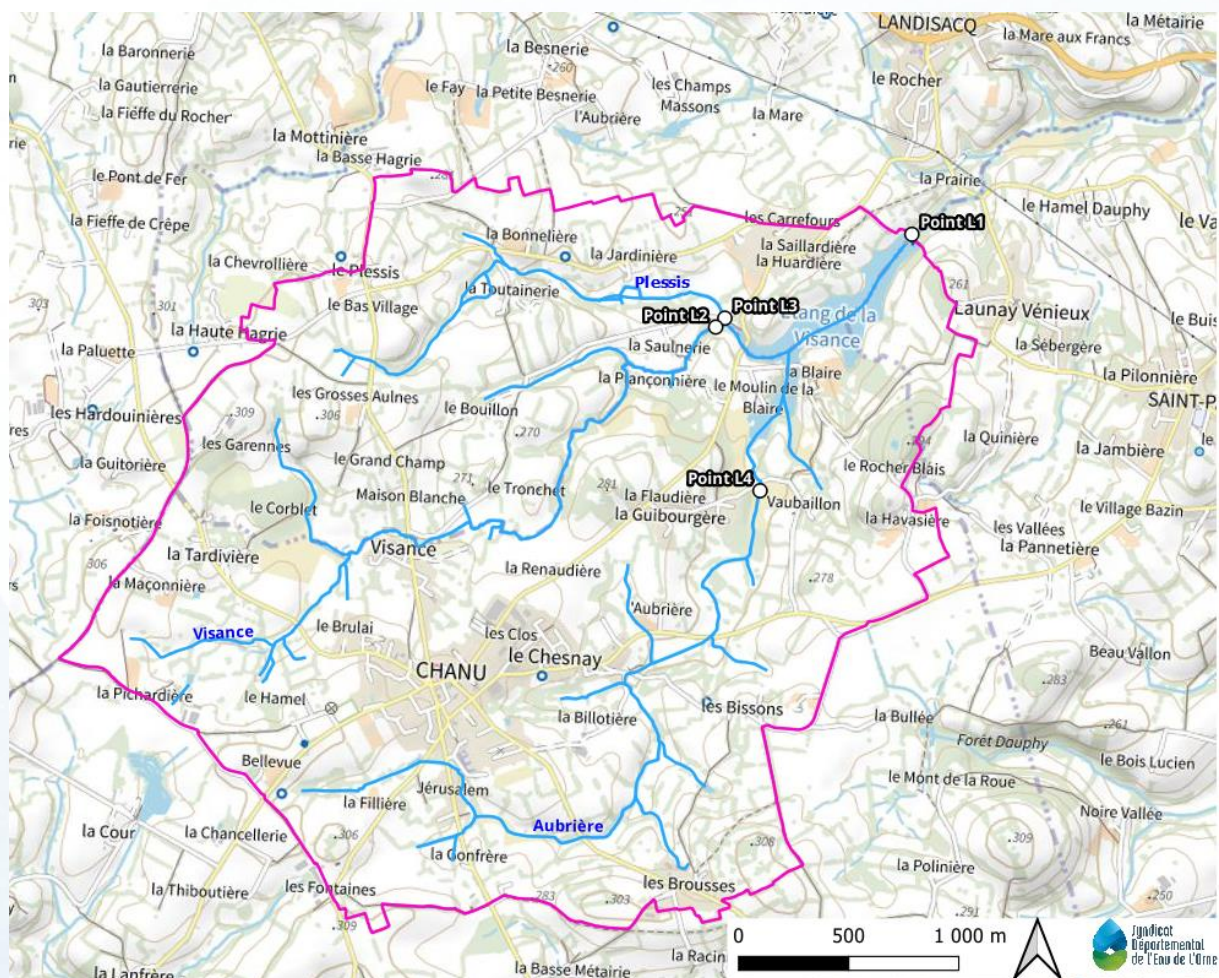 LANDISACQ
la Métairie
la Mare aux Francs
la Baronnerie
la Besnerie
260
la Gautierrerie
le Fay
la Petite Besnerie
les Champs
Massons
le Rocher
la Fiéffe du Rocher
l'Aubrière
la Mare
la Mottinière
la Basse Hagrie
le Pont de Fer
la Prairie
la Fieffe de Crêpe
les Carrefours
le Hamel Dauphy
Point L1
la Bonnelière
la Saillardière
la Chevrollière
le Plessis
la Jardinière
la Huardière
261
303
301
le Bas Village
la Toutainerie
Plessis
Point L3
Launay Vénieux
la Haute Hagrie
Point L2
Etang de la
Visance
la Paluette
la Saulnerie
la Sébergère
la Plançonnière
la Blaire
la Pilonnière
les Grosses Aulnes
le Moulin de la
Blaire
les Hardouinières
309
306
le Bouillon
SAINT-P
les Garennes
270
294
la Quinière
la Jambière
la Guitorière
le Grand Champ
271
le Rocher Blais
Maison Blanche
le Tronchet
281
Point L4
la Flaudière
Vaubaillon
le Corblet
la Guibourgère
la Havasière
les Vallées
le Village Bazin
la Foisnotière
la Pannetière
306
la Tardivière
Visance
la Renaudière
278
la Maçonnière
'Aubrière
Visance
le Brulai
les Clos
le Chesnay
Beau Vallon
CHANU
la Pichardière
le Hamel
283
la Billotière
les Bissons
la Bullée
261
Bellevue
Forêt Dauphy
le Bois Lucien
Jérusalem
le Mont de la Roue
la Fillière
Noire Vallée
la Cour
la Chancellerie
306
Aubrière
308
309
la Gonfrère
la Polinière
la Thiboutière
les Fontaines
les Brousses
283
303
250
309
291
la Racin
0 500 1 000 m
la Lanfrère
la Basse Métairie
Syndicat
Départemental
de l'Eau de l'Orne